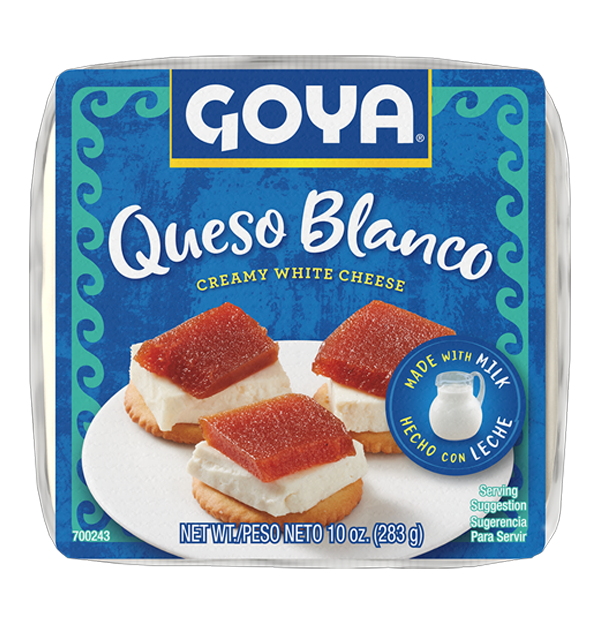 GOYA®
Queso Blanco
CREAMY WHITE CHEESE
MADE WITH MILK
HECHO CON LECHE
Serving
Suggestion
Sugerencia
Para Servir
700243
NET WT./PESO NETO 10 oz. (283 g)